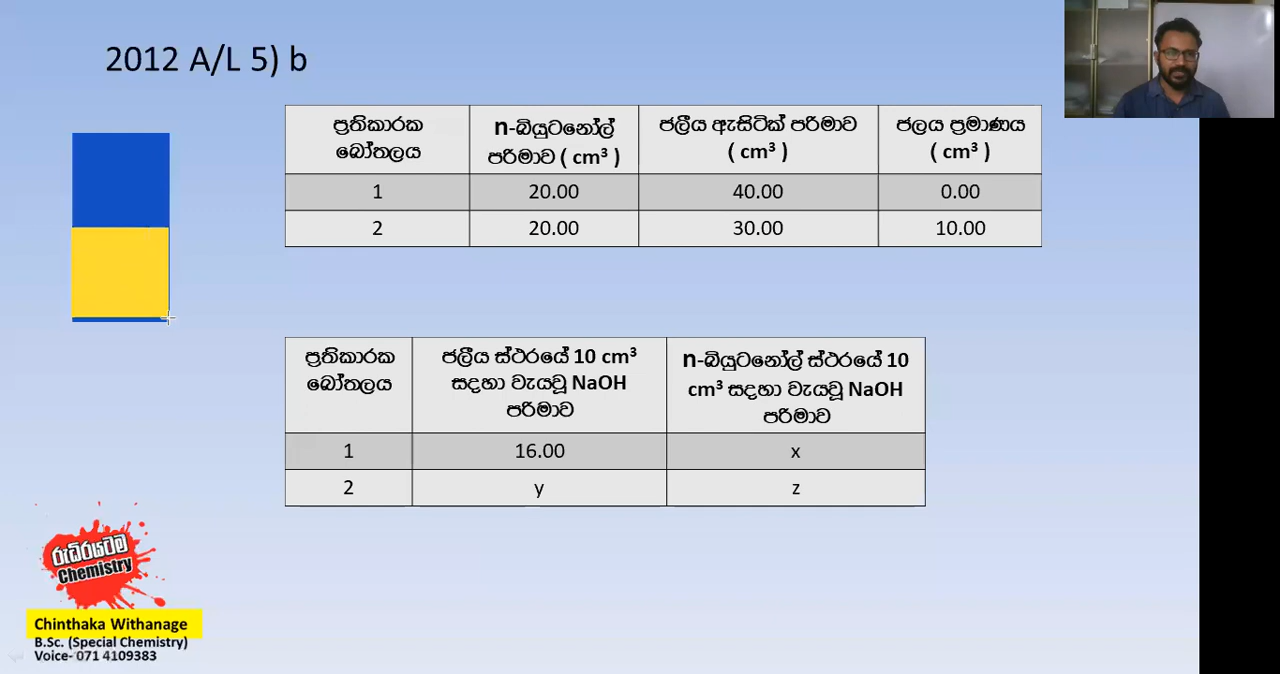 2012 A/L 5) b
ප්‍රතිකාරක
බෝතලය
n-බියුටනෝල්
පරිමාව ( cm³ )
ජලීය ඇසිටික් පරිමාව
( cm³ )
ජලය ප්‍රමාණය
( cm³ )
1
20.00
40.00
0.00
2
20.00
30.00
10.00
ප්‍රතිකාරක
බෝතලය
ජලීය ස්ථරයේ 10 cm³
සදහා වැයවූ NaOH
පරිමාව
n-බියුටනෝල් ස්ථරයේ 10
cm³ සදහා වැයවූ NaOH
පරිමාව
1
16.00
x
2
y
z
රුධිරයටම
Chemistry
Chinthaka Withanage
B.Sc. (Special Chemistry)
Voice- 071 4109383